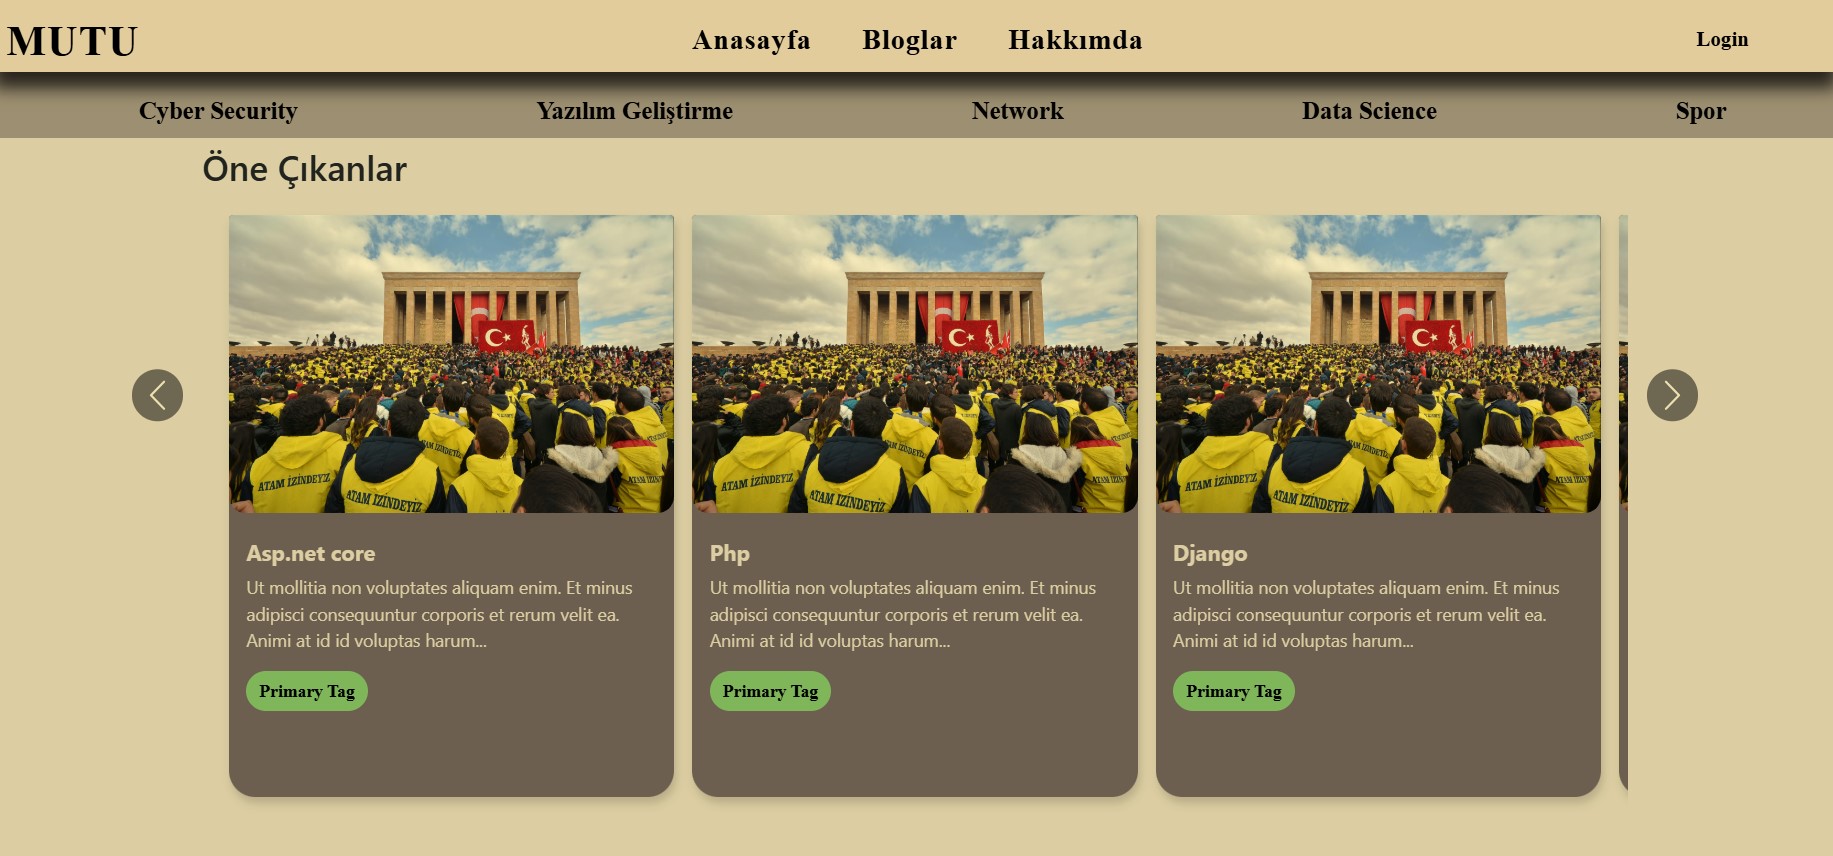 MUTU Anasayfa Bloglar Hakkımda Login
Cyber Security Yazılım Geliştirme Network Data Science Spor
Öne Çıkanlar
ATAM İZİNDEYİZ
ATAM İZİNDEYİZ
Asp.net core
Ut mollitia non voluptates aliquam enim. Et minus
adipisci consequuntur corporis et rerum velit ea.
Animi at id id voluptas harum...
Primary Tag
ATAM İZİNDEYİZ
ATAM İZİNDEYİZ
Php
Ut mollitia non voluptates aliquam enim. Et minus
adipisci consequuntur corporis et rerum velit ea.
Animi at id id voluptas harum...
Primary Tag
ATAM İZİNDEYİZ
ATAM İZİNDEYİZ
Django
Ut mollitia non voluptates aliquam enim. Et minus
adipisci consequuntur corporis et rerum velit ea.
Animi at id id voluptas harum...
Primary Tag